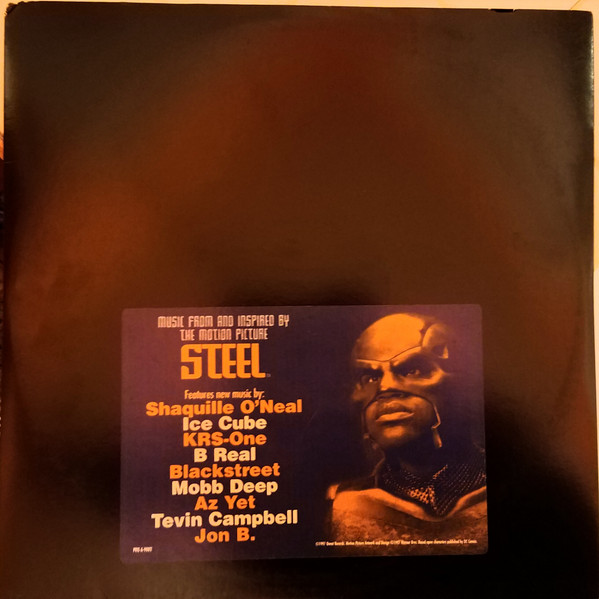 MUSIC FROM AND INSPIRED BY
THE MOTION PICTURE
STEEL
Features new music by:
Shaquille O'Neal
Ice Cube
KRS-One
B Real
Blackstreet
Mobb Deep
Az Yet
Tevin Campbell
Jon B.